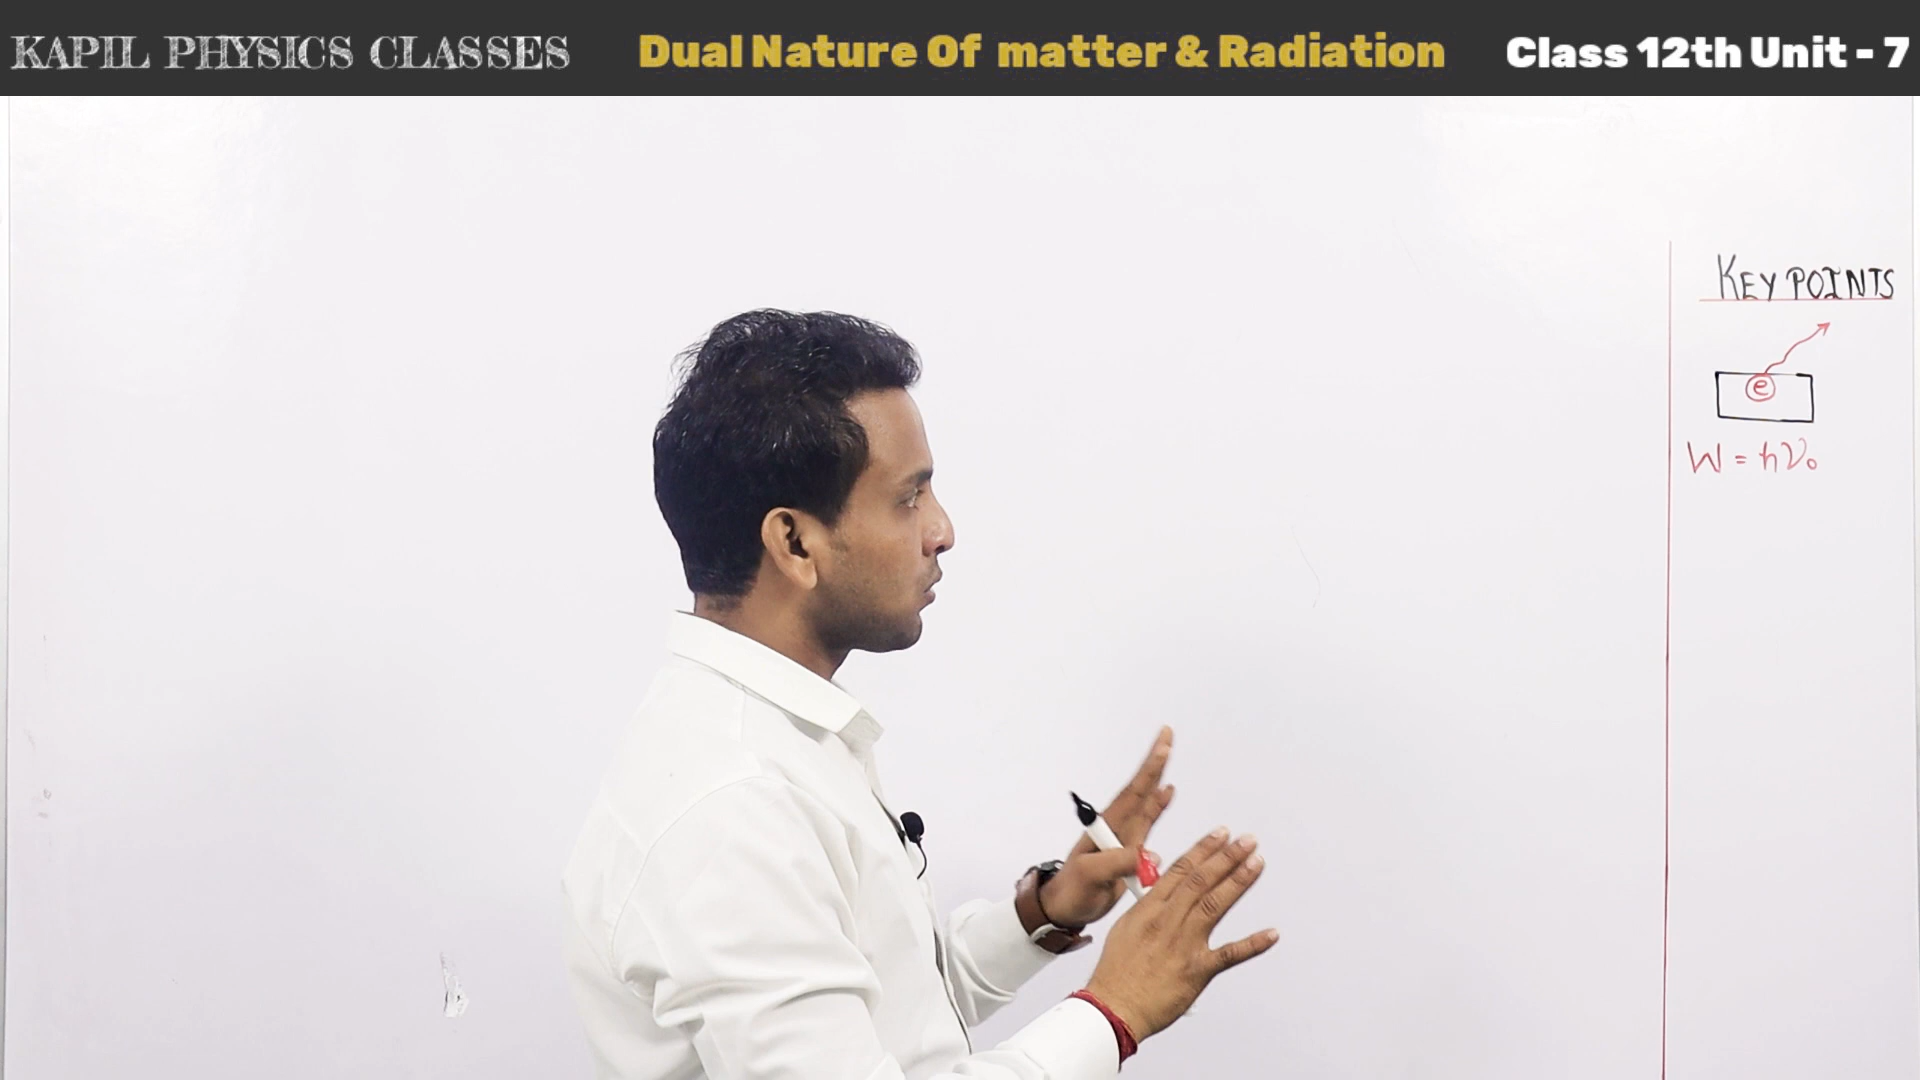 KAPIL PHYSICS CLASSES Dual Nature Of matter & Radiation Class 12th Unit - 7
KEY POINTS
e
W = hν₀